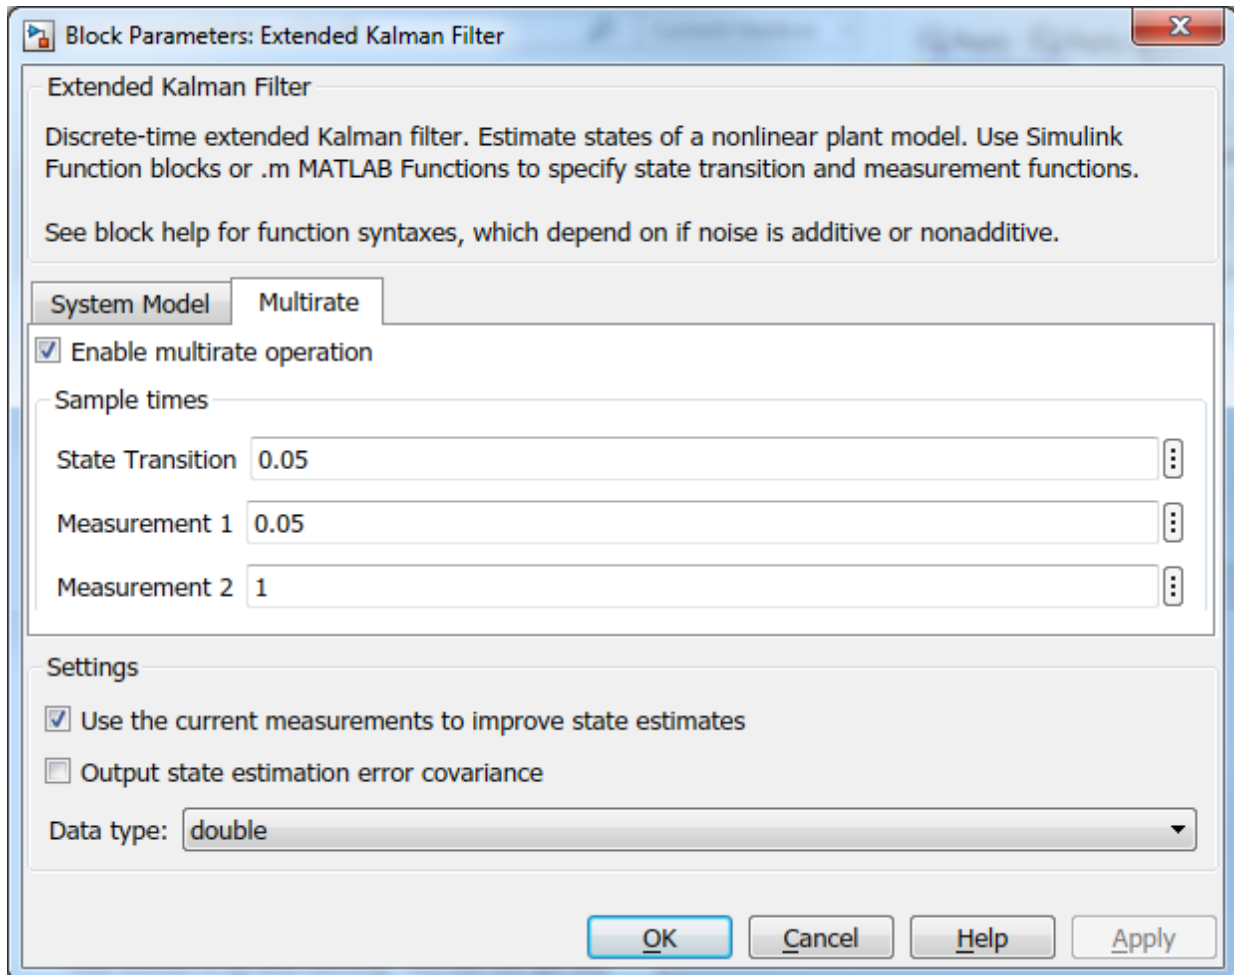 Block Parameters: Extended Kalman Filter
Extended Kalman Filter
Discrete-time extended Kalman filter. Estimate states of a nonlinear plant model. Use Simulink
Function blocks or .m MATLAB Functions to specify state transition and measurement functions.
See block help for function syntaxes, which depend on if noise is additive or nonadditive.
System Model Multirate
Enable multirate operation
Sample times
State Transition 0.05
Measurement 1 0.05
Measurement 2 1
Settings
Use the current measurements to improve state estimates
Output state estimation error covariance
Data type: double
OK Cancel Help Apply